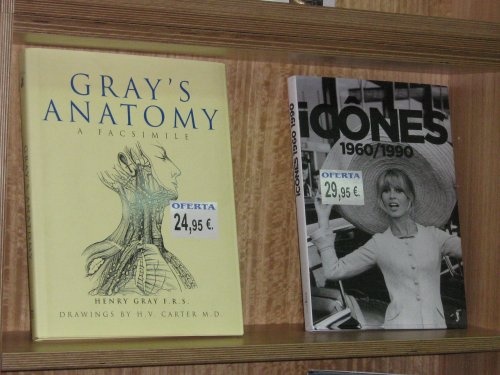 GRAY'S
ANATOMY
A FACSIMILE
OFERTA
24,95 €.
HENRY GRAY F.R.S.
DRAWINGS BY H.V. CARTER M.D.
iCÔNES
1960/1990
OFERTA
29,95 €.
iCÔNES 1960 1990